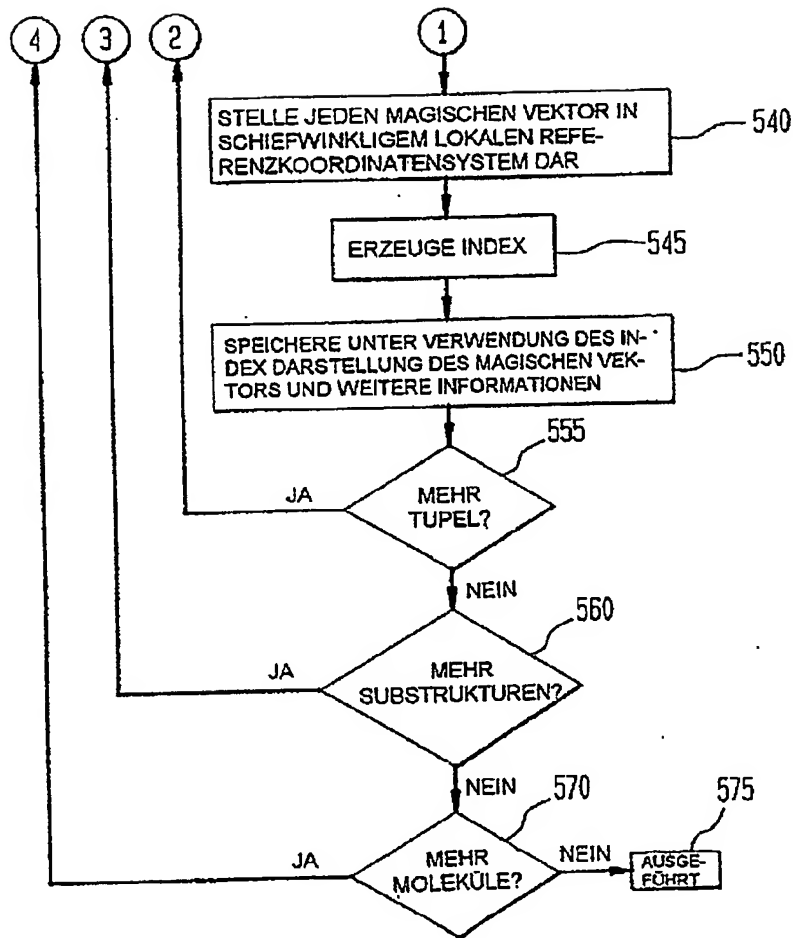 4
3
2
1
STELLE JEDEN MAGISCHEN VEKTOR IN
SCHIEFWINKLIGEM LOKALEN REFE-
RENZKOORDINATENSYSTEM DAR
540
ERZEUGE INDEX
545
SPEICHERE UNTER VERWENDUNG DES IN-
DEX DARSTELLUNG DES MAGISCHEN VEK-
TORS UND WEITERE INFORMATIONEN
550
555
JA
MEHR
TUPEL?
NEIN
560
JA
MEHR
SUBSTRUKTUREN?
NEIN
570
575
JA
MEHR
MOLEKÜLE?
NEIN
AUSGE-
FÜHRT